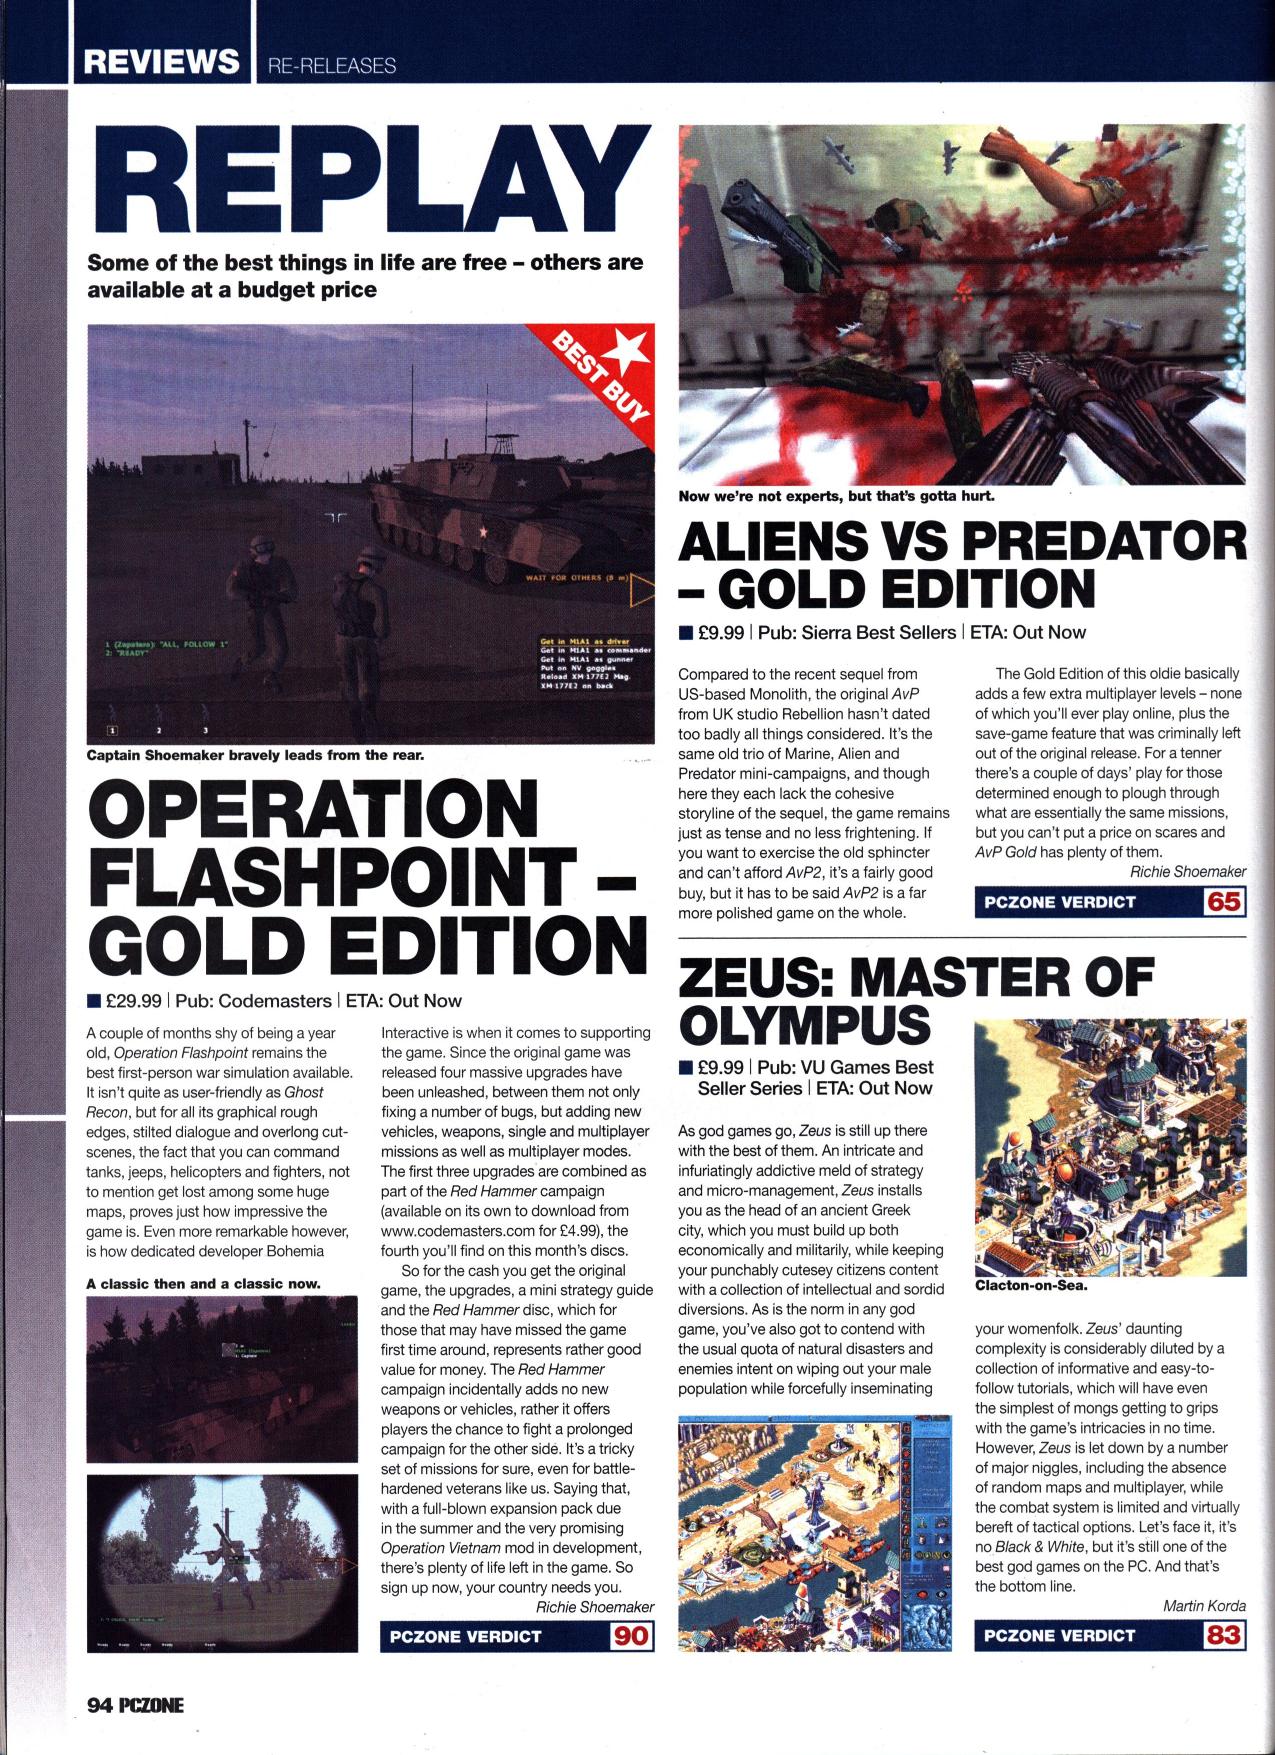 REVIEWS
RE-RELEASES
REPLAY
Some of the best things in life are free – others are
available at a budget price
BEST BUY
WAIT FOR OTHERS (8 m)
1 (Zapatero): "ALL, FOLLOW 1"
2: "READY"
Get in M1A1 as driver
Get in M1A1 as commander
Get in M1A1 as gunner
Put on NV goggles
Reload XM-177E2 Mag.
XM-177E2 on back
1 2 3
Captain Shoemaker bravely leads from the rear.
OPERATION
FLASHPOINT –
GOLD EDITION
£29.99 | Pub: Codemasters | ETA: Out Now
A couple of months shy of being a year
old, Operation Flashpoint remains the
best first-person war simulation available.
It isn't quite as user-friendly as Ghost
Recon, but for all its graphical rough
edges, stilted dialogue and overlong cut-
scenes, the fact that you can command
tanks, jeeps, helicopters and fighters, not
to mention get lost among some huge
maps, proves just how impressive the
game is. Even more remarkable however,
is how dedicated developer Bohemia
A classic then and a classic now.
Interactive is when it comes to supporting
the game. Since the original game was
released four massive upgrades have
been unleashed, between them not only
fixing a number of bugs, but adding new
vehicles, weapons, single and multiplayer
missions as well as multiplayer modes.
The first three upgrades are combined as
part of the Red Hammer campaign
(available on its own to download from
www.codemasters.com for £4.99), the
fourth you'll find on this month's discs.
So for the cash you get the original
game, the upgrades, a mini strategy guide
and the Red Hammer disc, which for
those that may have missed the game
first time around, represents rather good
value for money. The Red Hammer
campaign incidentally adds no new
weapons or vehicles, rather it offers
players the chance to fight a prolonged
campaign for the other side. It's a tricky
set of missions for sure, even for battle-
hardened veterans like us. Saying that,
with a full-blown expansion pack due
in the summer and the very promising
Operation Vietnam mod in development,
there's plenty of life left in the game. So
sign up now, your country needs you.
Richie Shoemaker
PCZONE VERDICT 90
Now we're not experts, but that's gotta hurt.
ALIENS VS PREDATOR
– GOLD EDITION
£9.99 | Pub: Sierra Best Sellers | ETA: Out Now
Compared to the recent sequel from
US-based Monolith, the original AvP
from UK studio Rebellion hasn't dated
too badly all things considered. It's the
same old trio of Marine, Alien and
Predator mini-campaigns, and though
here they each lack the cohesive
storyline of the sequel, the game remains
just as tense and no less frightening. If
you want to exercise the old sphincter
and can't afford AvP2, it's a fairly good
buy, but it has to be said AvP2 is a far
more polished game on the whole.
The Gold Edition of this oldie basically
adds a few extra multiplayer levels – none
of which you'll ever play online, plus the
save-game feature that was criminally left
out of the original release. For a tenner
there's a couple of days' play for those
determined enough to plough through
what are essentially the same missions,
but you can't put a price on scares and
AvP Gold has plenty of them.
Richie Shoemaker
PCZONE VERDICT 65
ZEUS: MASTER OF
OLYMPUS
£9.99 | Pub: VU Games Best
Seller Series | ETA: Out Now
As god games go, Zeus is still up there
with the best of them. An intricate and
infuriatingly addictive meld of strategy
and micro-management, Zeus installs
you as the head of an ancient Greek
city, which you must build up both
economically and militarily, while keeping
your punchably cutesey citizens content
with a collection of intellectual and sordid
diversions. As is the norm in any god
game, you've also got to contend with
the usual quota of natural disasters and
enemies intent on wiping out your male
population while forcefully inseminating
Clacton-on-Sea.
your womenfolk. Zeus' daunting
complexity is considerably diluted by a
collection of informative and easy-to-
follow tutorials, which will have even
the simplest of mongs getting to grips
with the game's intricacies in no time.
However, Zeus is let down by a number
of major niggles, including the absence
of random maps and multiplayer, while
the combat system is limited and virtually
bereft of tactical options. Let's face it, it's
no Black & White, but it's still one of the
best god games on the PC. And that's
the bottom line.
Martin Korda
PCZONE VERDICT 83
94 PCZONE